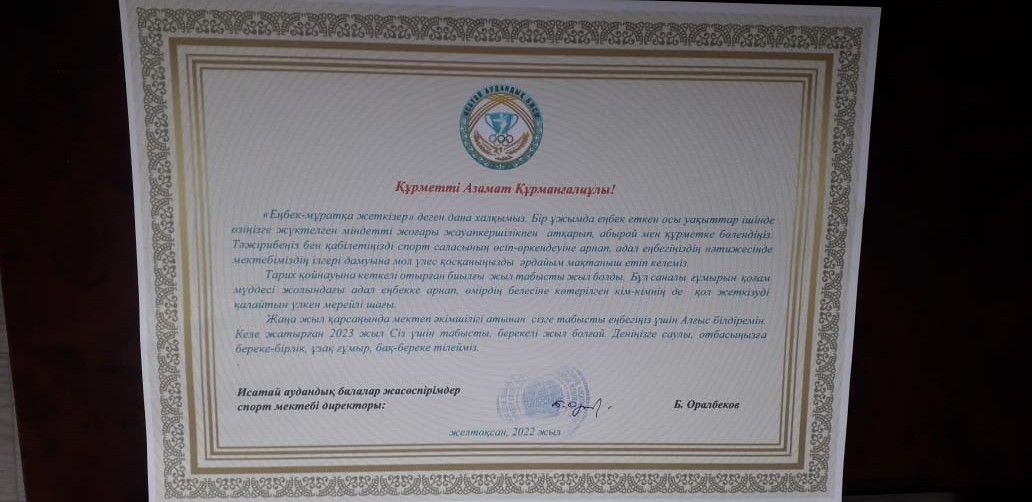 ИСАТАЙ АУДАНДЫҚ БЖСМ
Құрметті Азамат Құрманғалиұлы!
«Еңбек-мұратқа жеткізер» деген дана халқымыз. Бір ұжымда еңбек еткен осы уақыттар ішінде
өзіңізге жүктелген міндетті жоғары жауапкершілікпен атқарып, абырой мен құрметке бөлендіңіз.
Тәжірибеңіз бен қабілетіңізді спорт саласының өсіп-өркендеуіне арнап, адал еңбегіңіздің нәтижесінде
мектебіміздің ілгері дамуына мол үлес қосқаныңызды әрдайым мақтаныш етіп келеміз.
Тарих қойнауына кеткелі отырған биылғы жыл табысты жыл болды. Бұл саналы ғұмырын қоғам
мүддесі жолындағы адал еңбекке арнап, өмірдің белесіне көтерілген кім-кімнің де қол жеткізуді
қалайтын үлкен мерейлі шағы.
Жаңа жыл қарсаңында мектеп әкімшілігі атынан сізге табысты еңбегіңіз үшін Алғыс білдіремін.
Келе жатырған 2023 жыл Сіз үшін табысты, берекелі жыл болғай. Деніңізге саулы, отбасыңызға
береке-бірлік, ұзақ ғұмыр, бақ-береке тілейміз.
Исатай аудандық балалар жасөспірімдер
спорт мектебі директоры:
Б. Оралбеков
желтоқсан, 2022 жыл